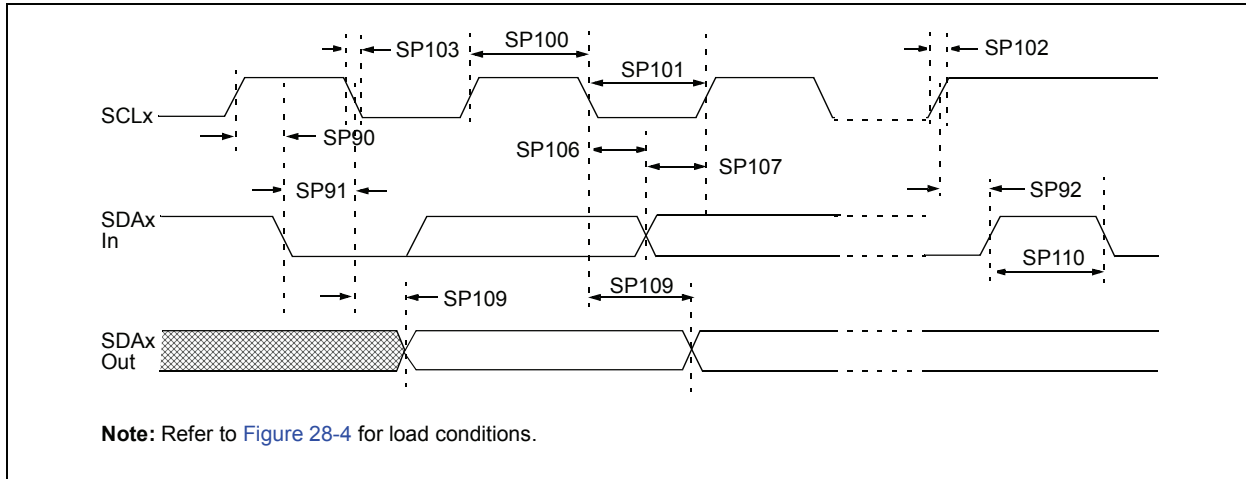 SP103
SP100
SP101
SP102
SCLx
SP90
SP106
SP107
SP91
SP92
SDAx
In
SP110
SP109
SP109
SDAx
Out
Note: Refer to Figure 28-4 for load conditions.